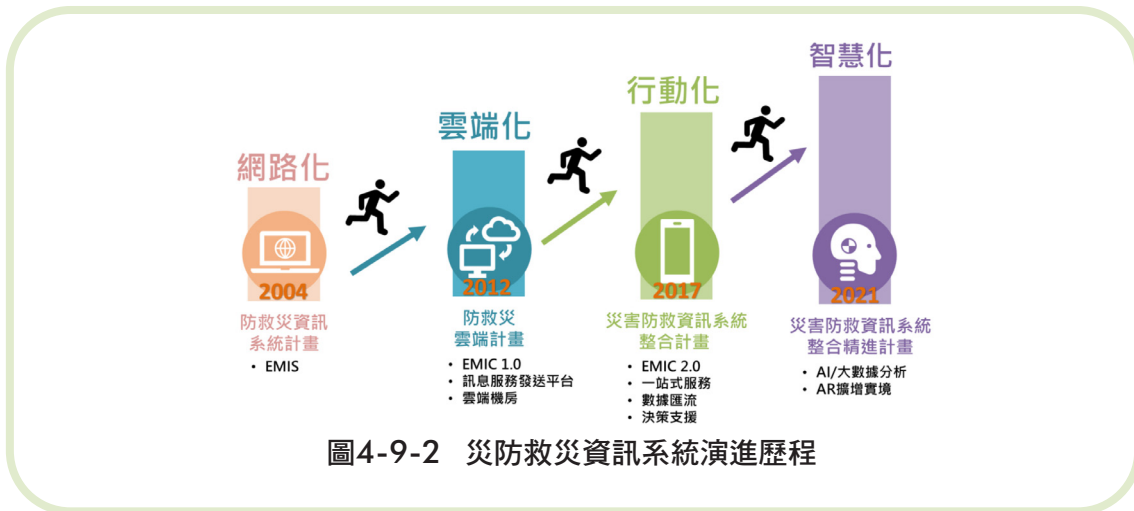 網路化
2004
防救災資訊
系統計畫
• EMIS
雲端化
2012
防救災
雲端計畫
• EMIC 1.0
• 訊息服務發送平台
• 雲端機房
行動化
2017
災害防救資訊系統
整合計畫
• EMIC 2.0
• 一站式服務
• 數據匯流
• 決策支援
智慧化
2021
災害防救資訊系統
整合精進計畫
• AI/大數據分析
• AR擴增實境
圖4-9-2 災防救災資訊系統演進歷程